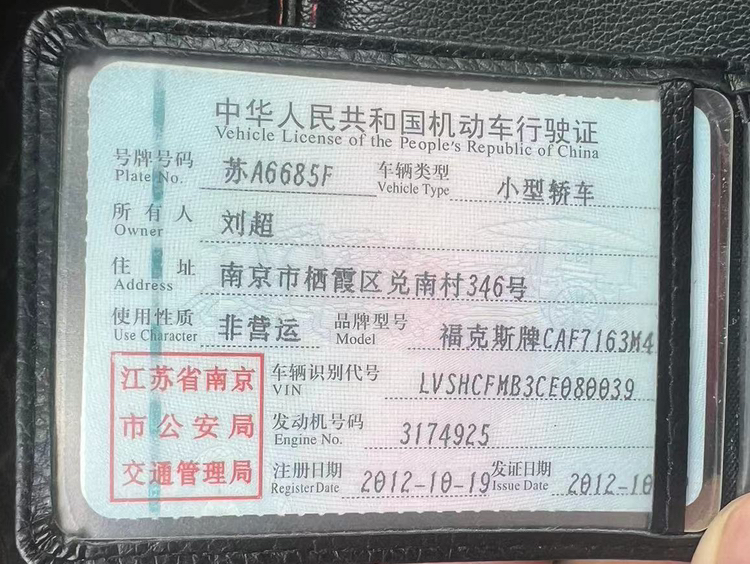 中华人民共和国机动车行驶证
Vehicle License of the People's Republic of China
号牌号码 苏A6685F 车辆类型 小型轿车
Plate No. Vehicle Type
所有人 刘超
Owner
住址 南京市栖霞区兑南村346号
Address
使用性质 非营运 品牌型号 福克斯牌CAF7163M4
Use Character Model
江苏省南京
市公安局
交通管理局
车辆识别代号 LVSHCFMB3CE080039
VIN
发动机号码 3174925
Engine No.
注册日期 2012-10-19 发证日期 2012-10
Register Date Issue Date